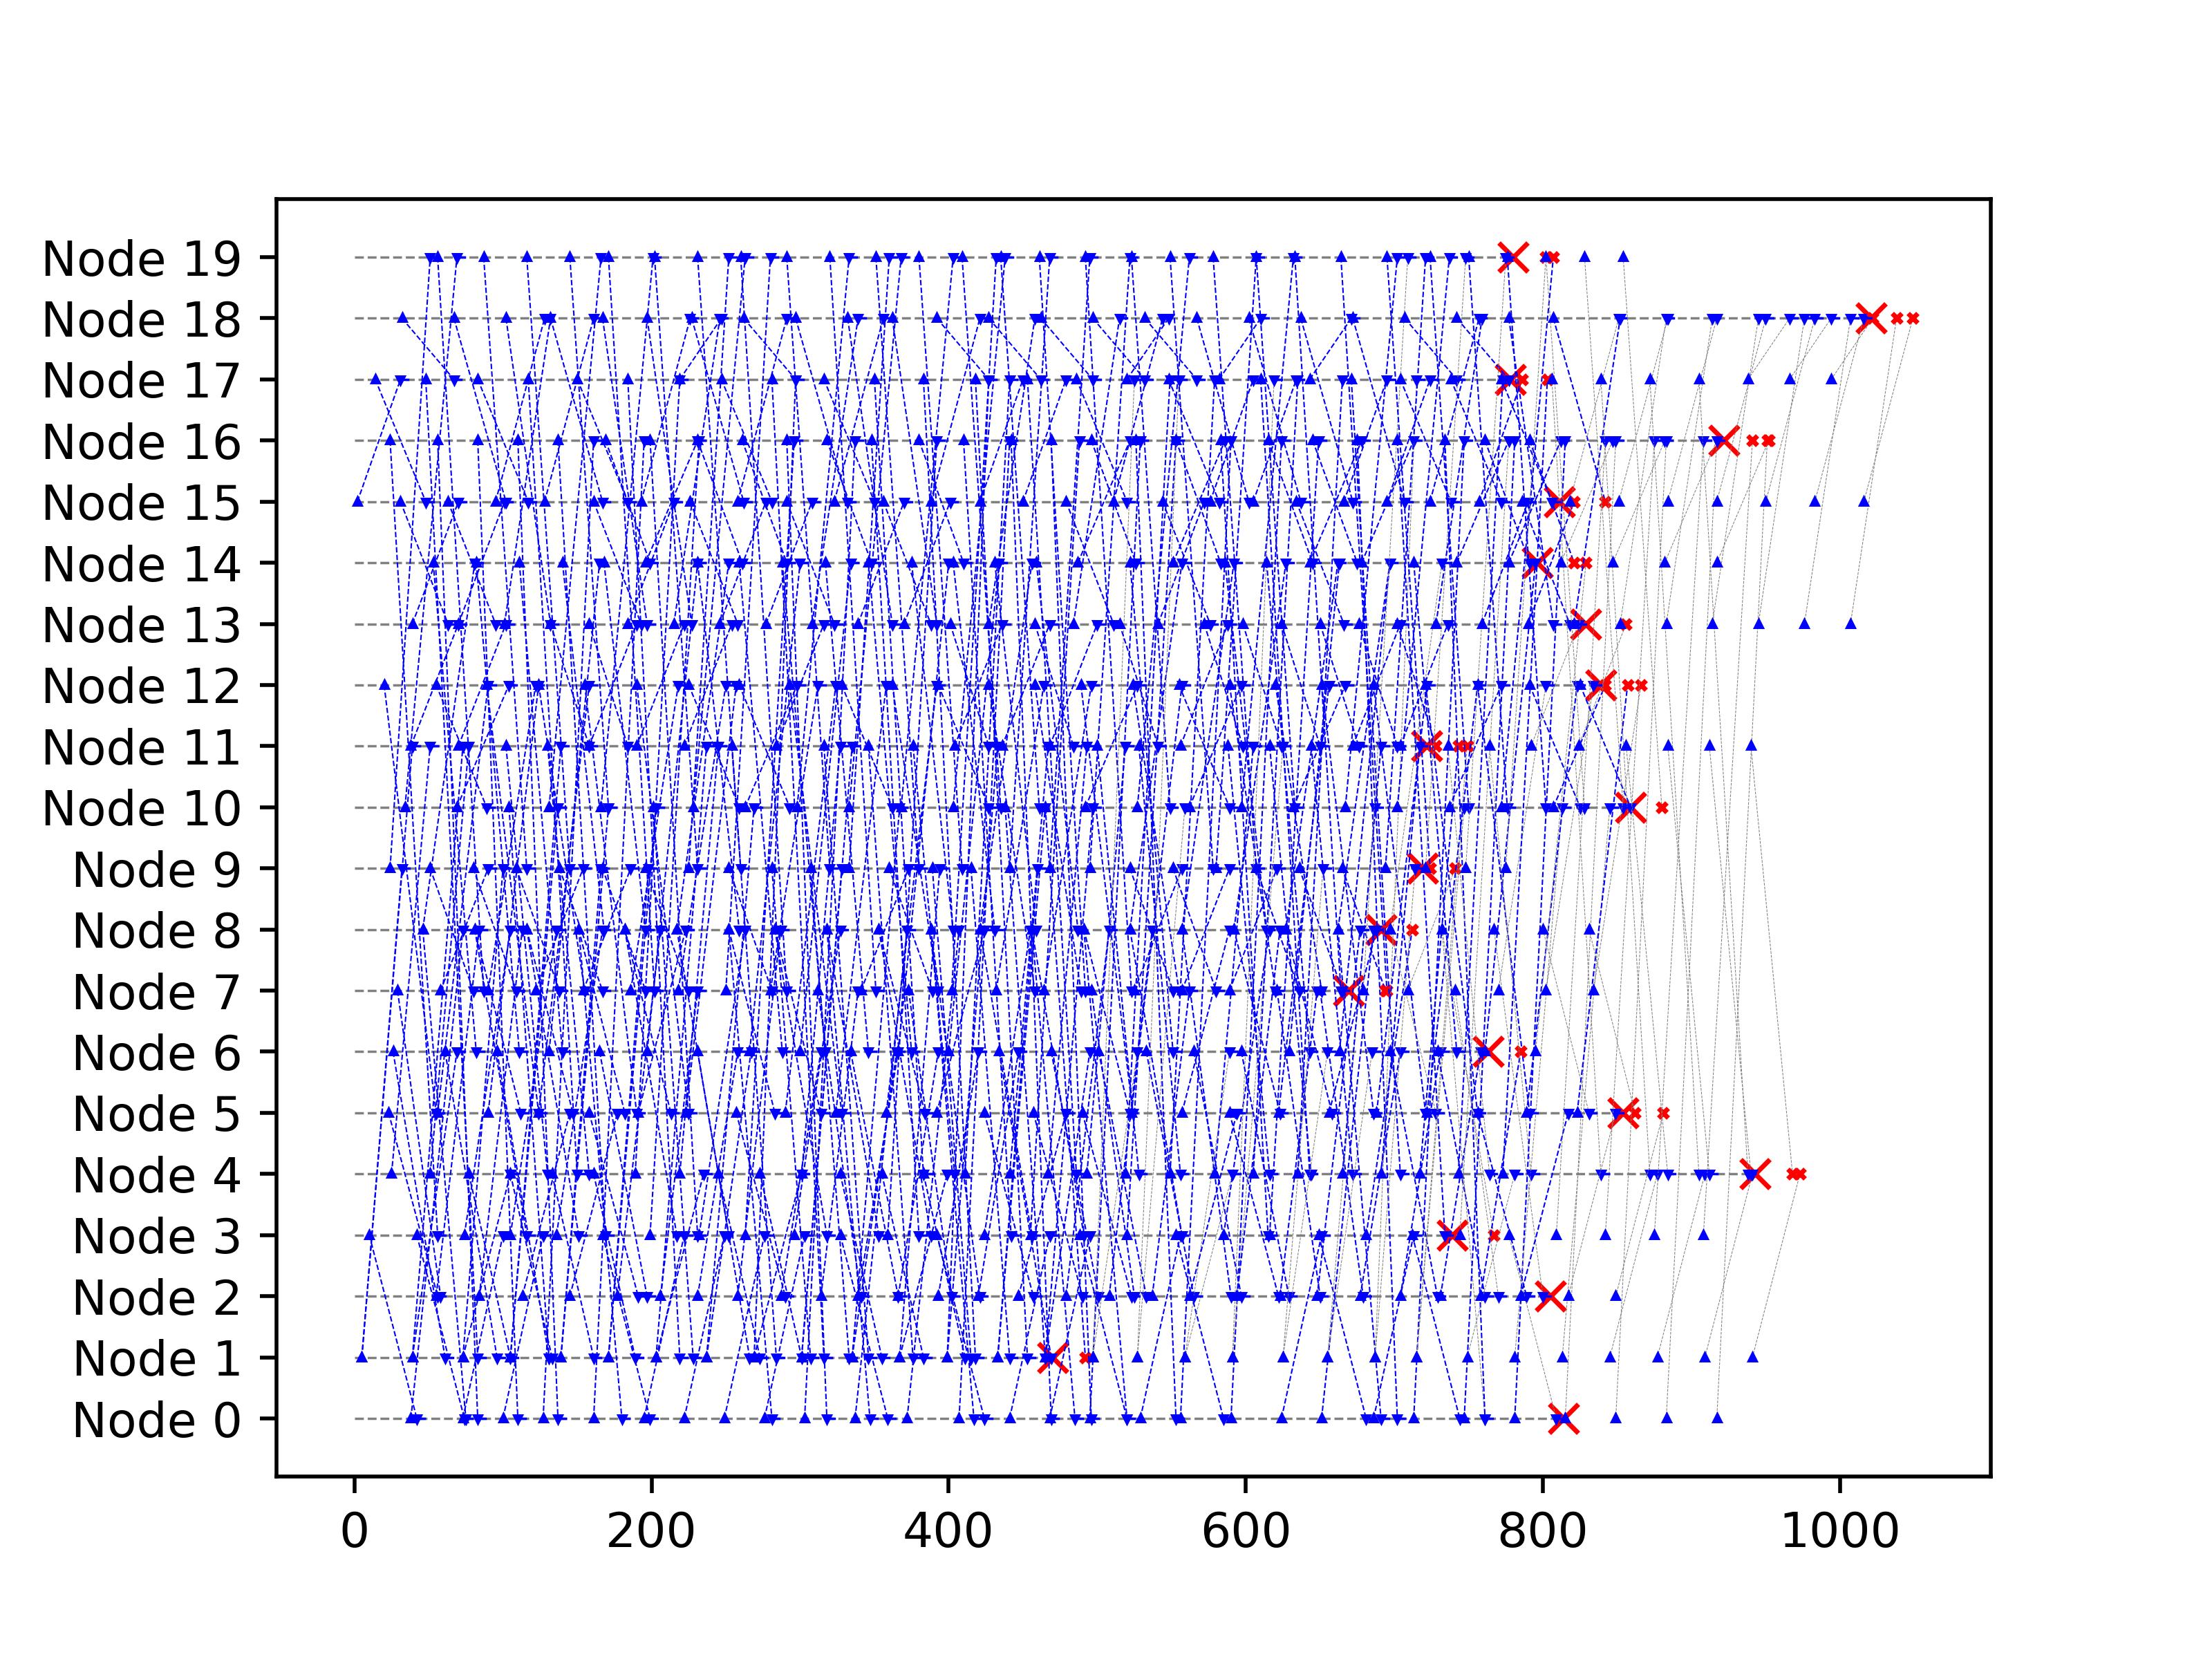 Node 19
Node 18
Node 17
Node 16
Node 15
Node 14
Node 13
Node 12
Node 11
Node 10
Node 9
Node 8
Node 7
Node 6
Node 5
Node 4
Node 3
Node 2
Node 1
Node 0
0 200 400 600 800 1000